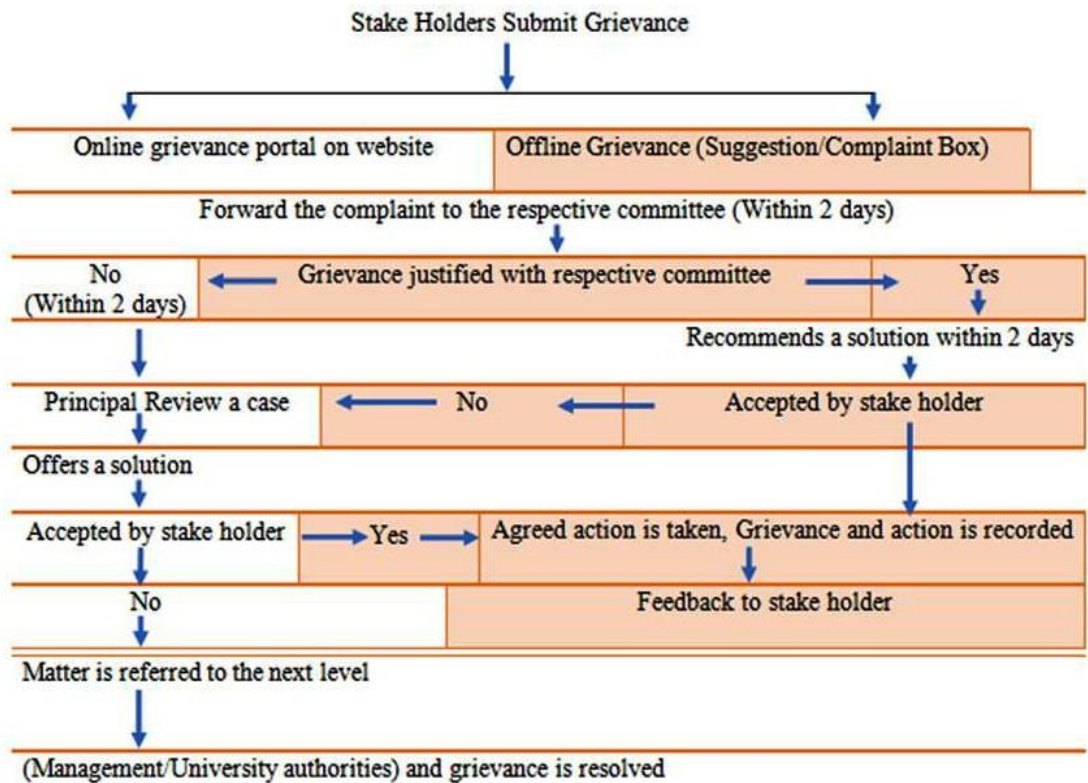 Stake Holders Submit Grievance
Online grievance portal on website
Offline Grievance (Suggestion/Complaint Box)
Forward the complaint to the respective committee (Within 2 days)
No
(Within 2 days)
Grievance justified with respective committee
Yes
Recommends a solution within 2 days
Principal Review a case
No
Accepted by stake holder
Offers a solution
Accepted by stake holder
Yes
Agreed action is taken, Grievance and action is recorded
No
Feedback to stake holder
Matter is referred to the next level
(Management/University authorities) and grievance is resolved